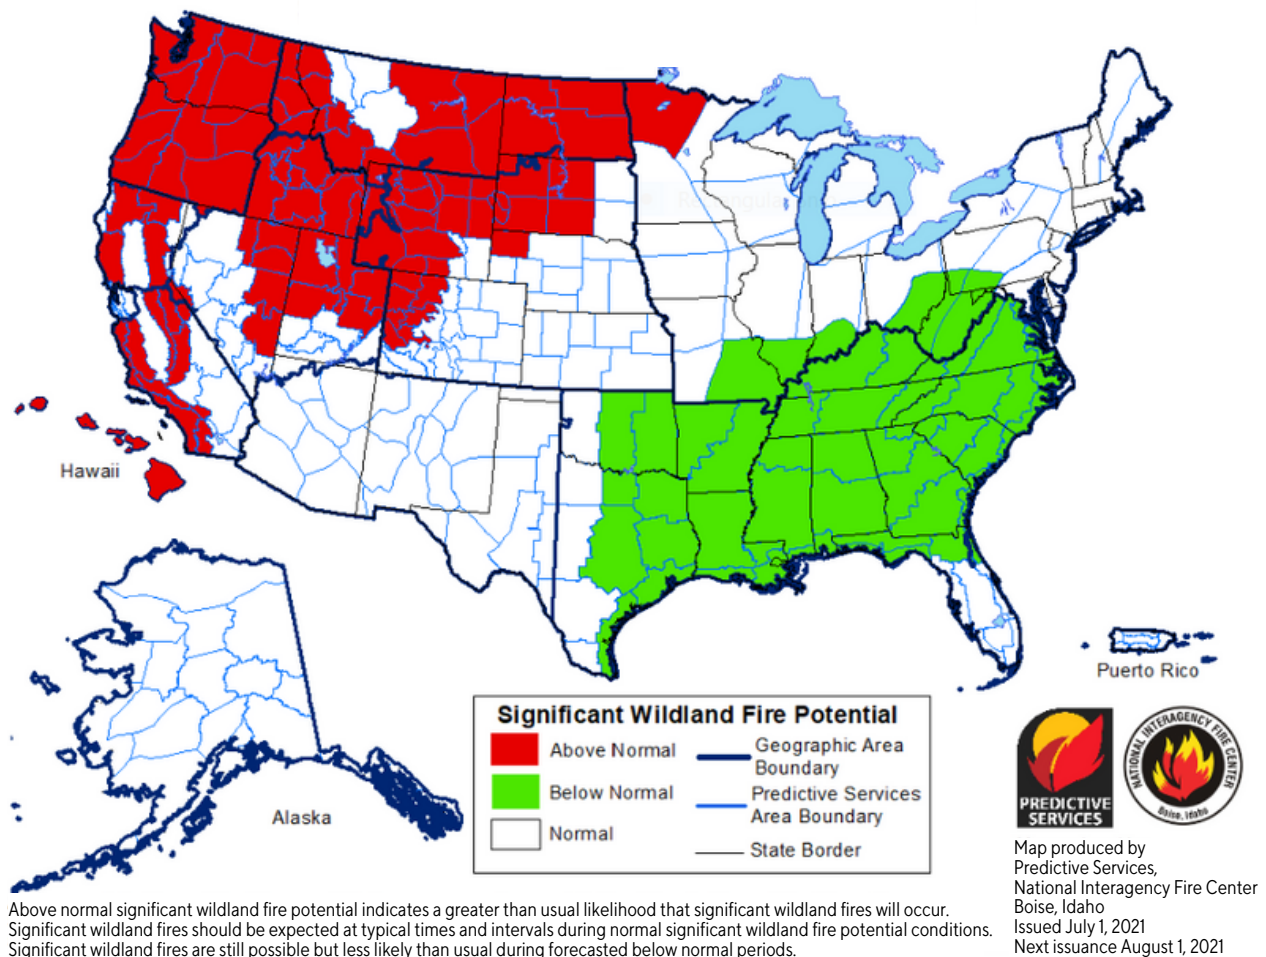 Hawaii
Alaska
Puerto Rico
Significant Wildland Fire Potential
Above Normal
Below Normal
Normal
Geographic Area
Boundary
Predictive Services
Area Boundary
State Border
PREDICTIVE
SERVICES
NATIONAL INTERAGENCY FIRE CENTER
Boise, Idaho
Map produced by
Predictive Services,
National Interagency Fire Center
Boise, Idaho
Issued July 1, 2021
Next issuance August 1, 2021
Above normal significant wildland fire potential indicates a greater than usual likelihood that significant wildland fires will occur.
Significant wildland fires should be expected at typical times and intervals during normal significant wildland fire potential conditions.
Significant wildland fires are still possible but less likely than usual during forecasted below normal periods.